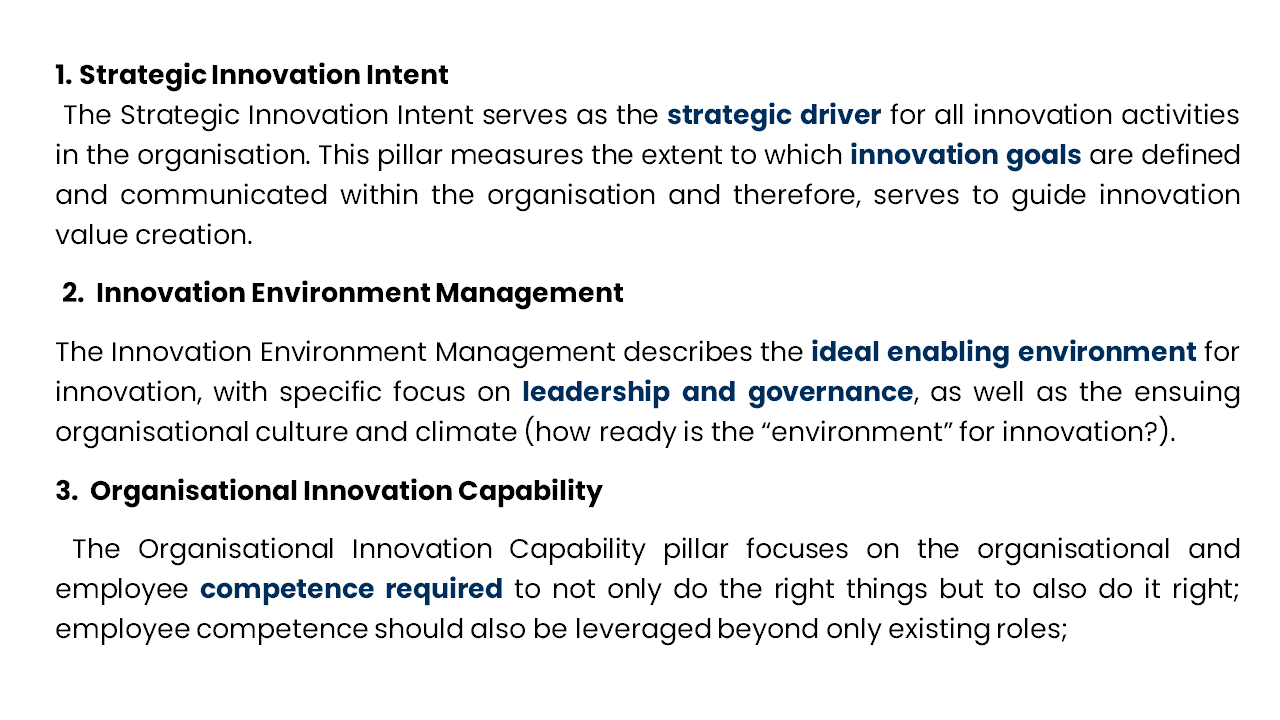 1. Strategic Innovation Intent
The Strategic Innovation Intent serves as the strategic driver for all innovation activities
in the organisation. This pillar measures the extent to which innovation goals are defined
and communicated within the organisation and therefore, serves to guide innovation
value creation.
2. Innovation Environment Management
The Innovation Environment Management describes the ideal enabling environment for
innovation, with specific focus on leadership and governance, as well as the ensuing
organisational culture and climate (how ready is the “environment” for innovation?).
3. Organisational Innovation Capability
The Organisational Innovation Capability pillar focuses on the organisational and
employee competence required to not only do the right things but to also do it right;
employee competence should also be leveraged beyond only existing roles;